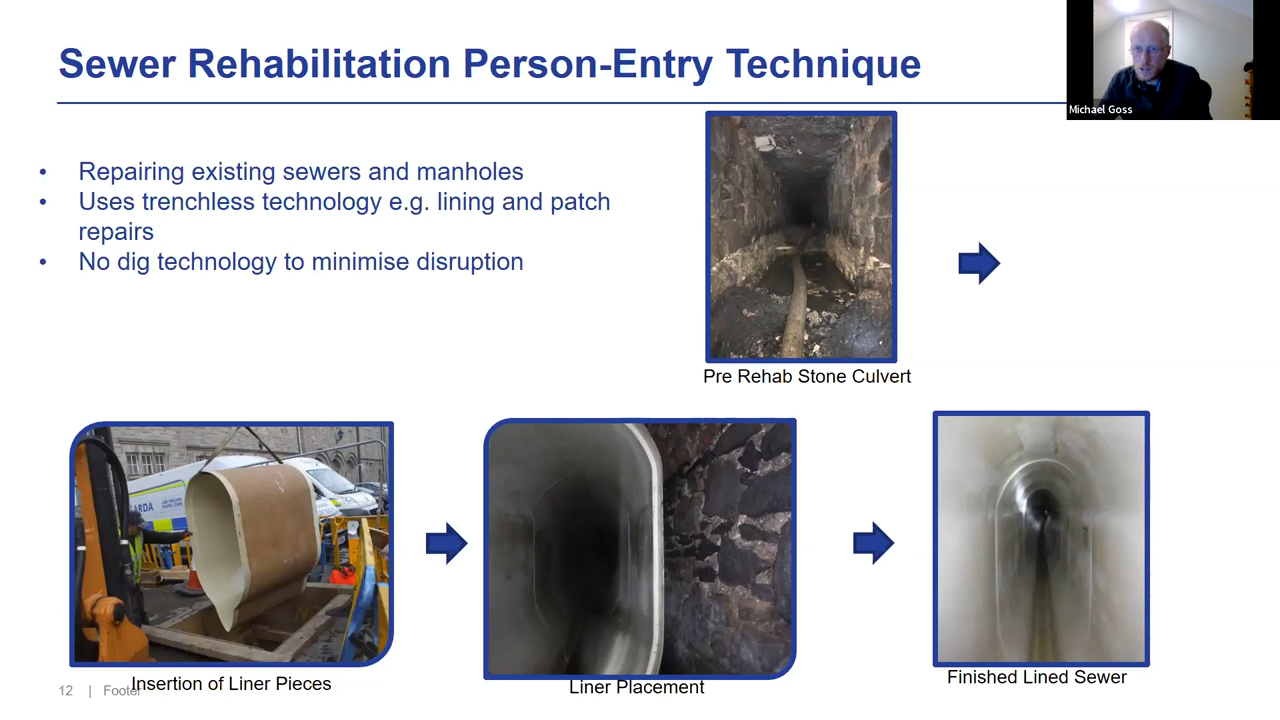 Sewer Rehabilitation Person-Entry Technique
Michael Goss
• Repairing existing sewers and manholes
• Uses trenchless technology e.g. lining and patch
repairs
• No dig technology to minimise disruption
Pre Rehab Stone Culvert
GARDA
Insertion of Liner Pieces
Liner Placement
Finished Lined Sewer
12 | Footer